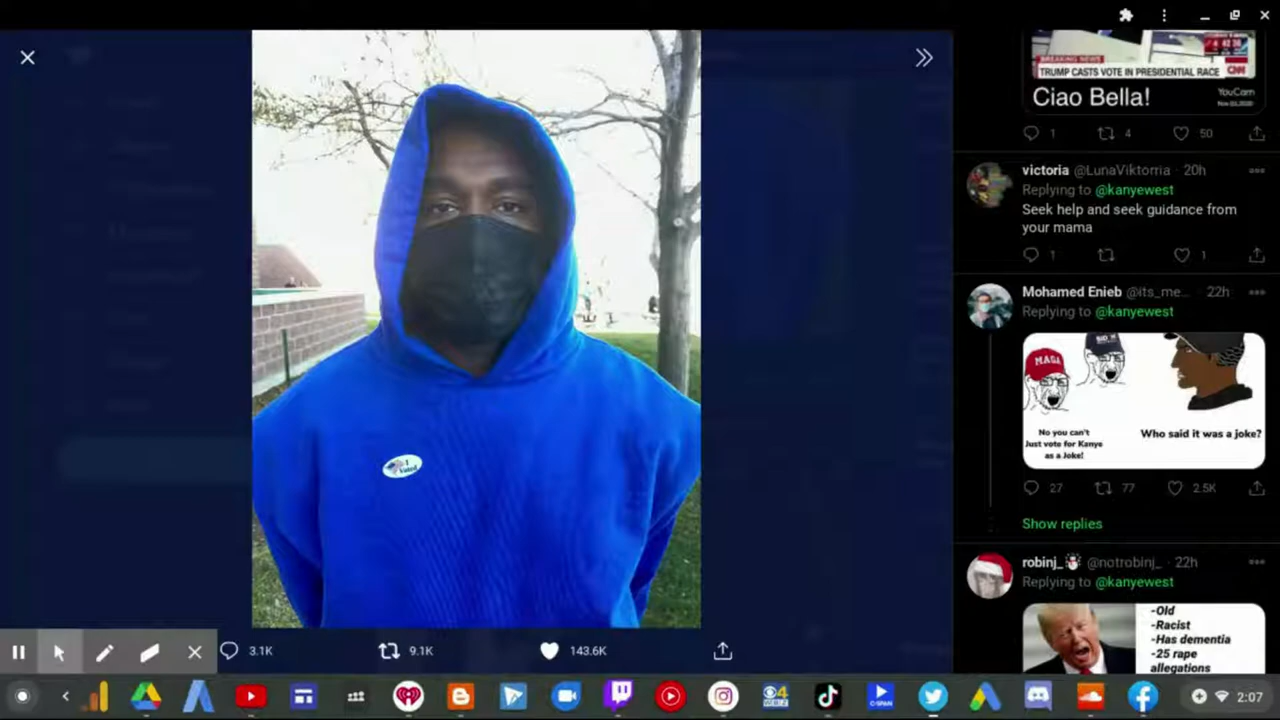 BREAKING NEWS
TRUMP CASTS VOTE IN PRESIDENTIAL RACE
CNN
Ciao Bella!
YouCam
1
4
50
victoria @LunaViktorria · 20h
Replying to @kanyewest
Seek help and seek guidance from
your mama
1
1
Mohamed Enieb @its_me... · 22h
Replying to @kanyewest
MAGA
No you can't
Just vote for Kanye
as a Joke!
Who said it was a joke?
27
77
2.5K
Show replies
robinj_ @notrobinj_ · 22h
Replying to @kanyewest
-Old
-Racist
-Has dementia
-25 rape
allegations
I
Voted
3.1K
9.1K
143.6K
C-SPAN
2:07